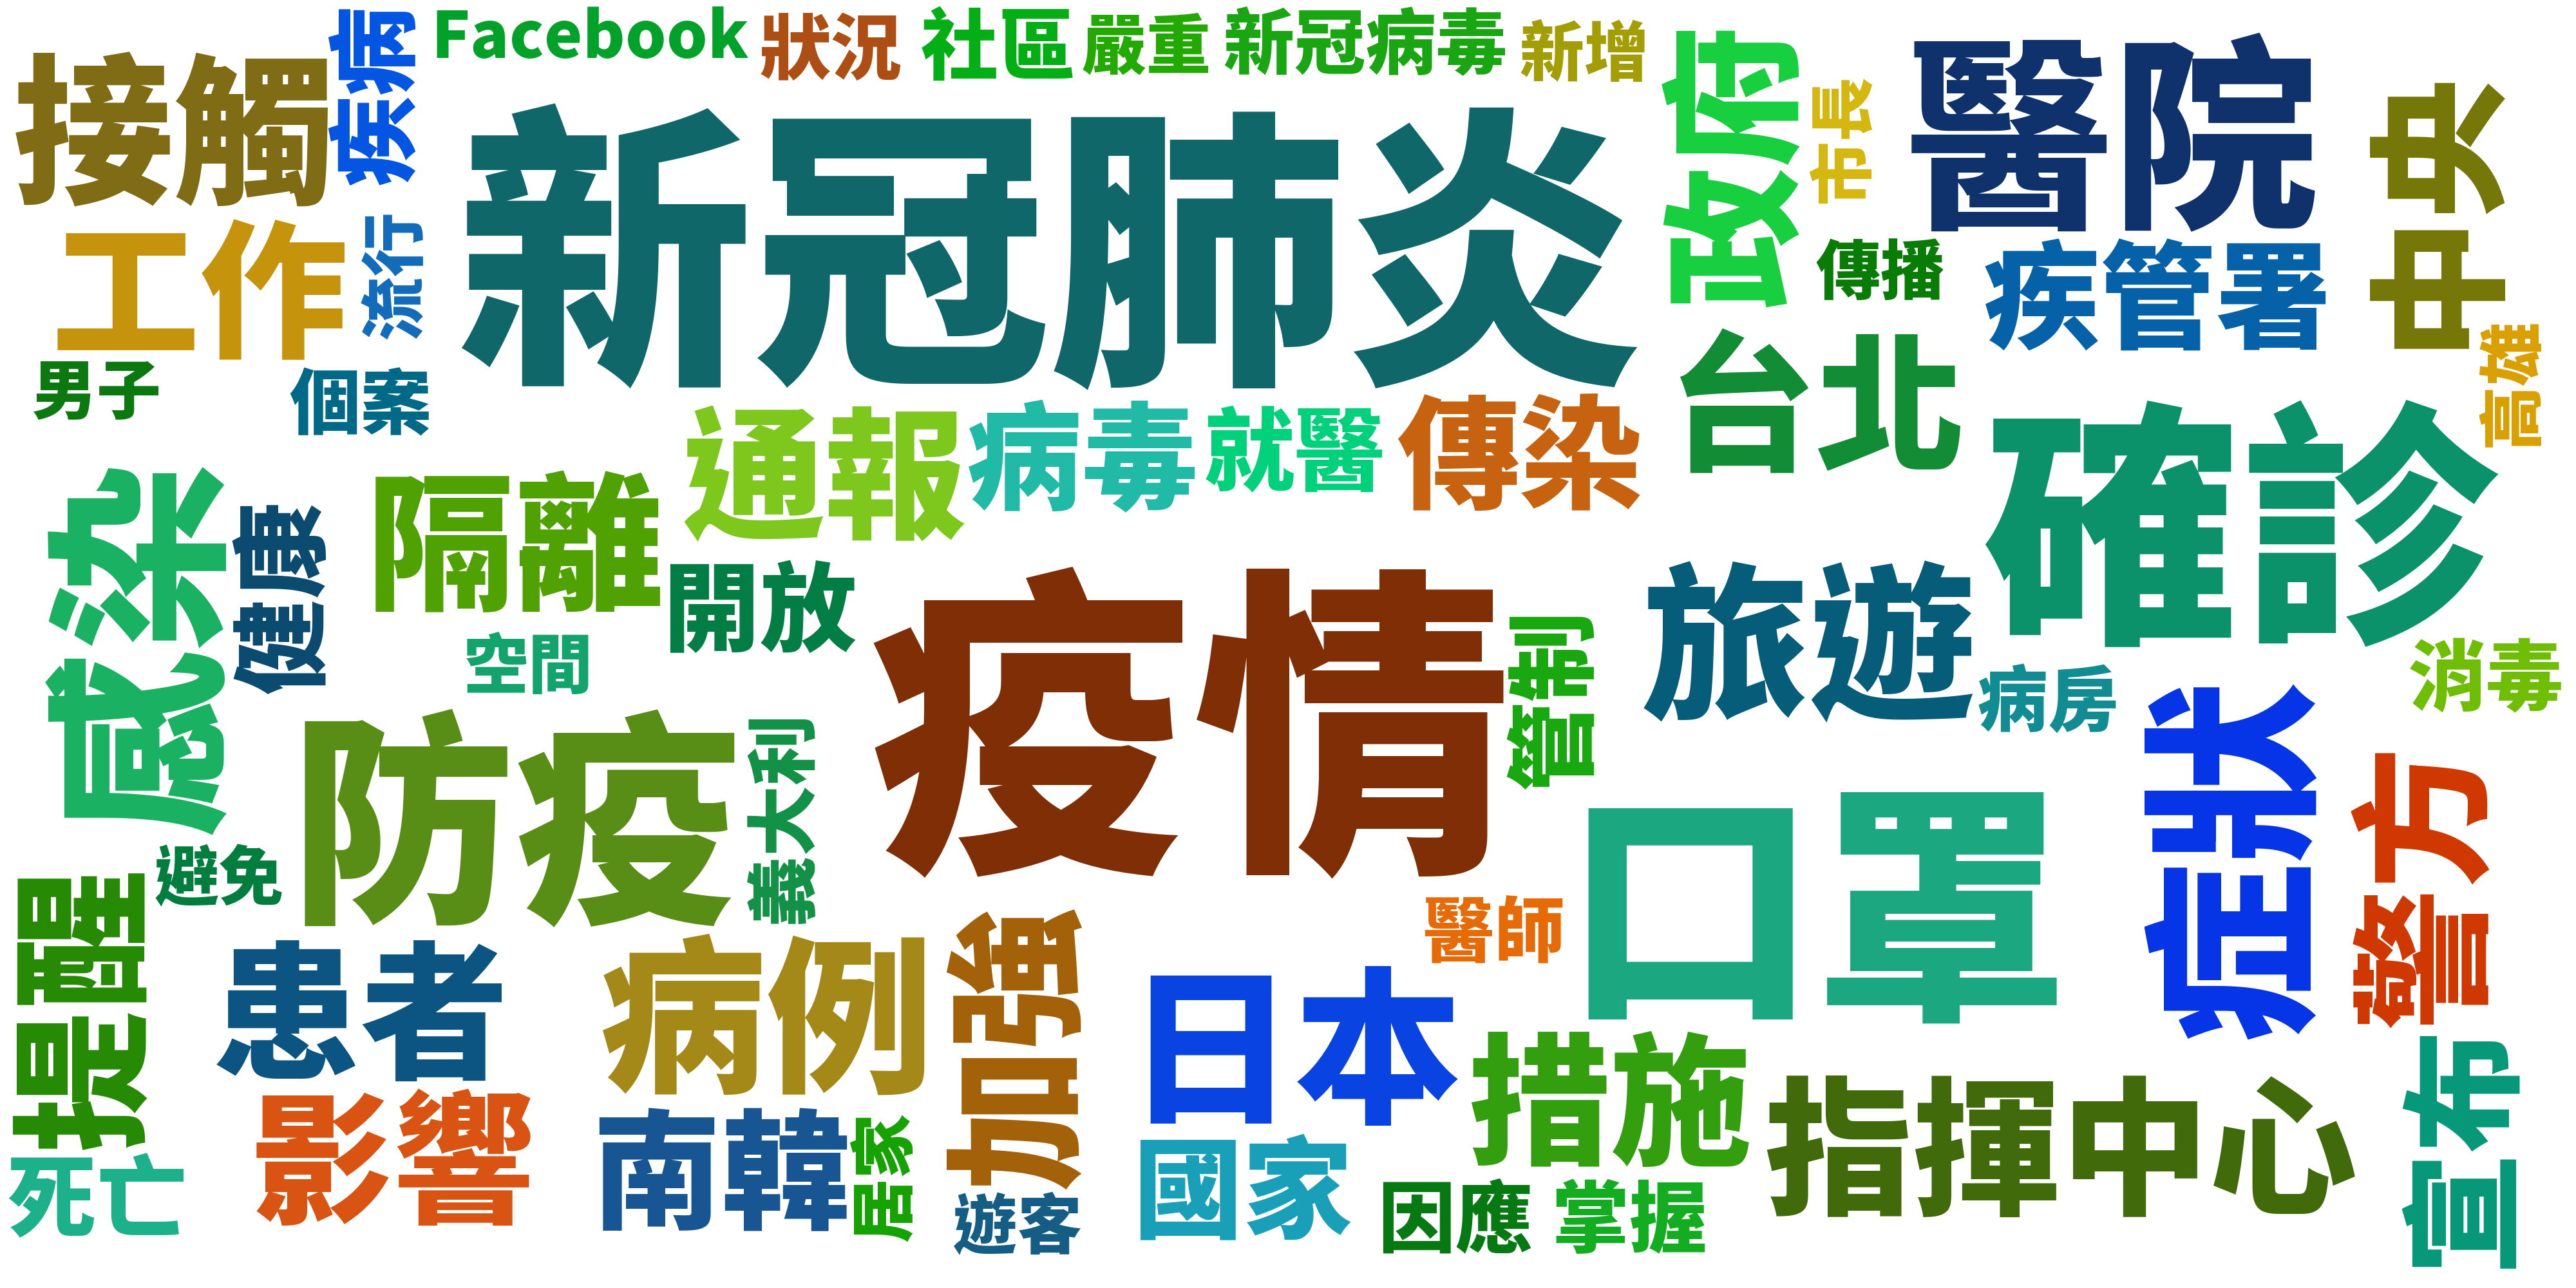 Facebook
狀況
社區
嚴重
新冠病毒
新增
接觸
疾病
新冠肺炎
政府
市長
醫院
中央
工作
流行
傳播
疾管署
高雄
男子
個案
台北
通報
病毒
就醫
傳染
確診
感染
健康
隔離
開放
空間
疫情
管制
旅遊
病房
消毒
防疫
義大利
口罩
症狀
警方
避免
提醒
患者
病例
加強
醫師
日本
措施
指揮中心
宣布
影響
死亡
南韓
居家
遊客
國家
因應
掌握